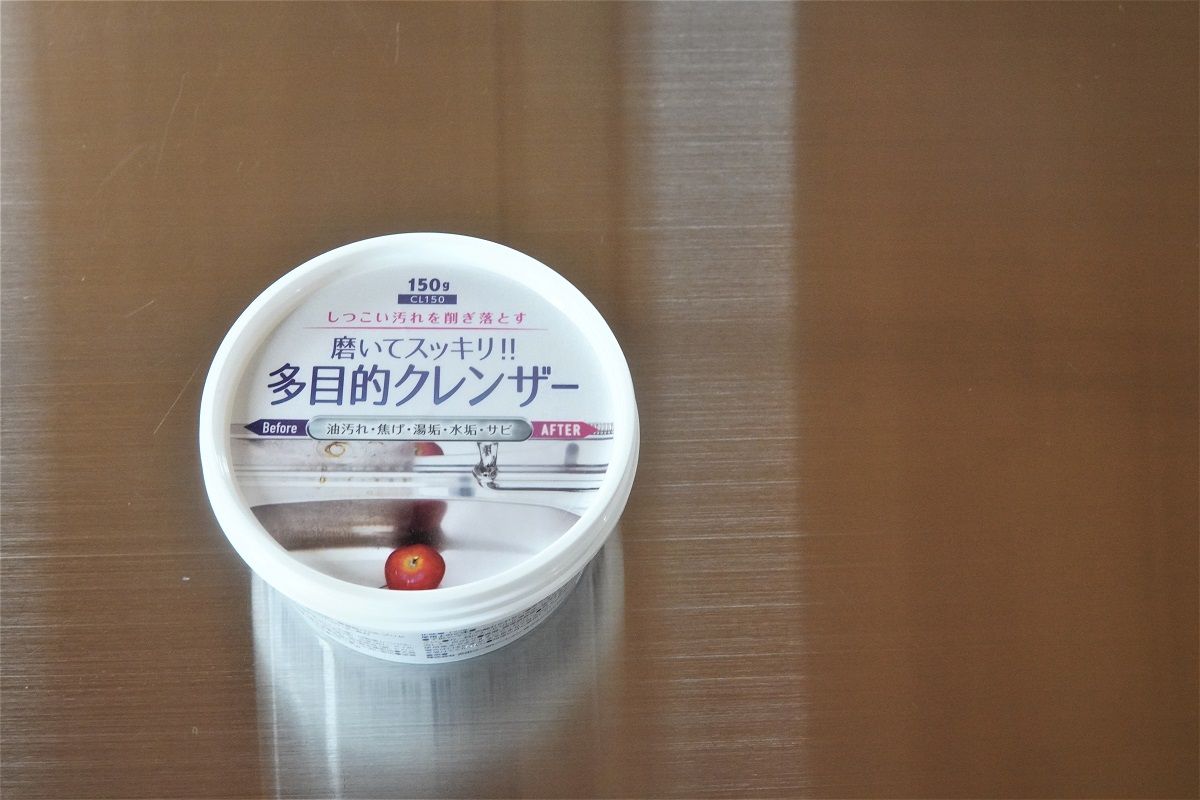 150g
CL150
しつこい汚れを削ぎ落とす
磨いてスッキリ!!
多目的クレンザー
Before
油汚れ・焦げ・湯垢・水垢・サビ
AFTER